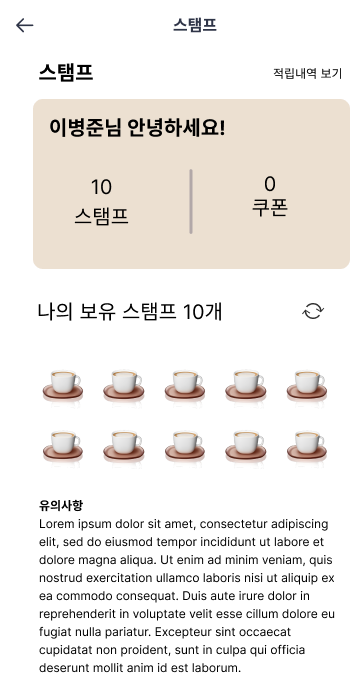 스탬프
스탬프
적립내역 보기
이병준님 안녕하세요!
10
스탬프
0
쿠폰
나의 보유 스탬프 10개
유의사항
Lorem ipsum dolor sit amet, consectetur adipiscing
elit, sed do eiusmod tempor incididunt ut labore et
dolore magna aliqua. Ut enim ad minim veniam, quis
nostrud exercitation ullamco laboris nisi ut aliquip ex
ea commodo consequat. Duis aute irure dolor in
reprehenderit in voluptate velit esse cillum dolore eu
fugiat nulla pariatur. Excepteur sint occaecat
cupidatat non proident, sunt in culpa qui officia
deserunt mollit anim id est laborum.